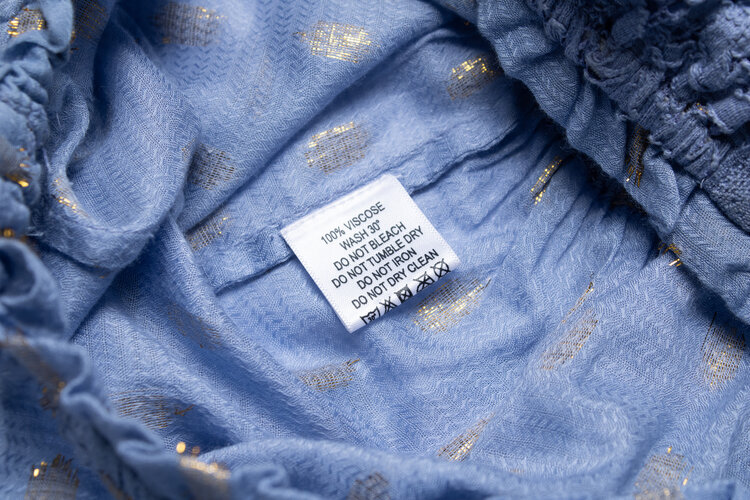 100% VISCOSE
WASH 30°
DO NOT BLEACH
DO NOT TUMBLE DRY
DO NOT IRON
DO NOT DRY CLEAN